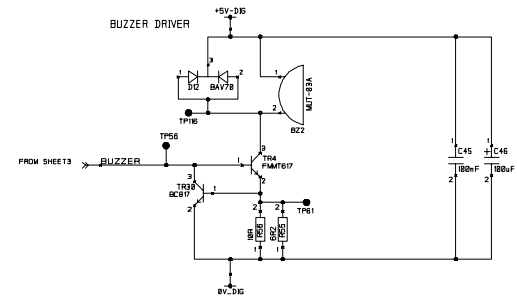 +5V-DIG
BUZZER DRIVER
3
1
2
D12
BAV70
1
MUT-03A
2
BZ2
TP116
TP56
FROM SHEET3
BUZZER
1
3
TR4
FMMT617
2
3
TR30
BC817
1
2
TP61
2
2
10R
R56
6R2
R55
1
1
1
C45
100nF
2
1
+
C46
100uF
2
0V_DIG